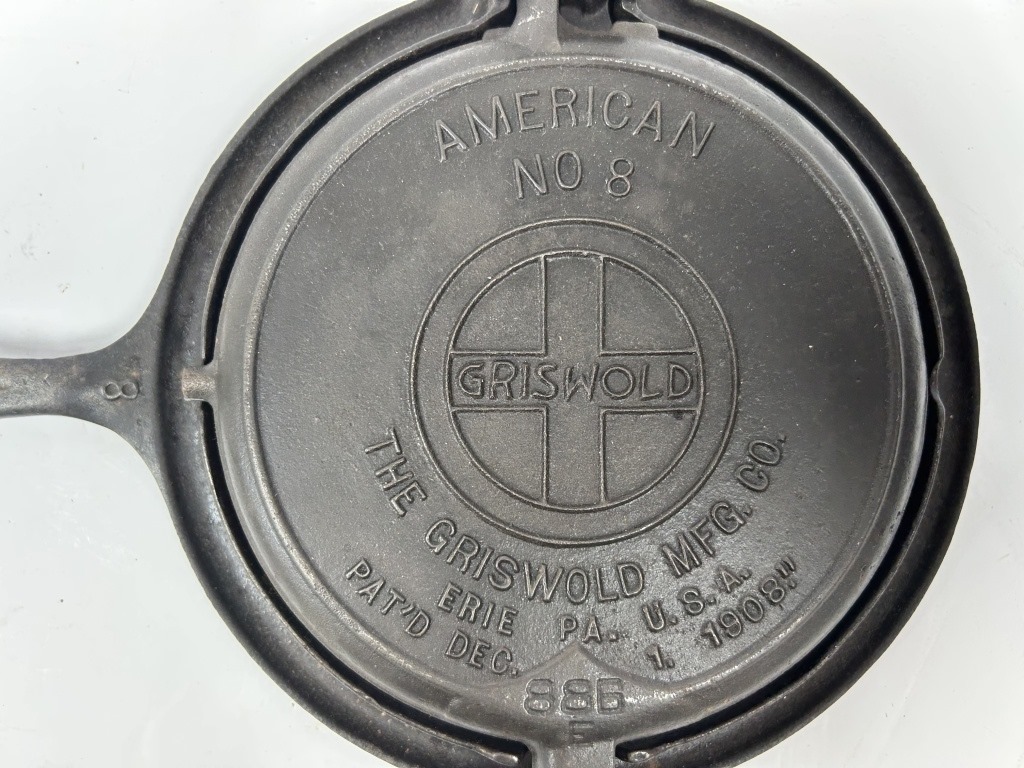 AMERICAN
NO 8
GRISWOLD
THE GRISWOLD MFG. CO.
ERIE PA. U.S.A.
PAT'D DEC. 1. 1908."
886
8